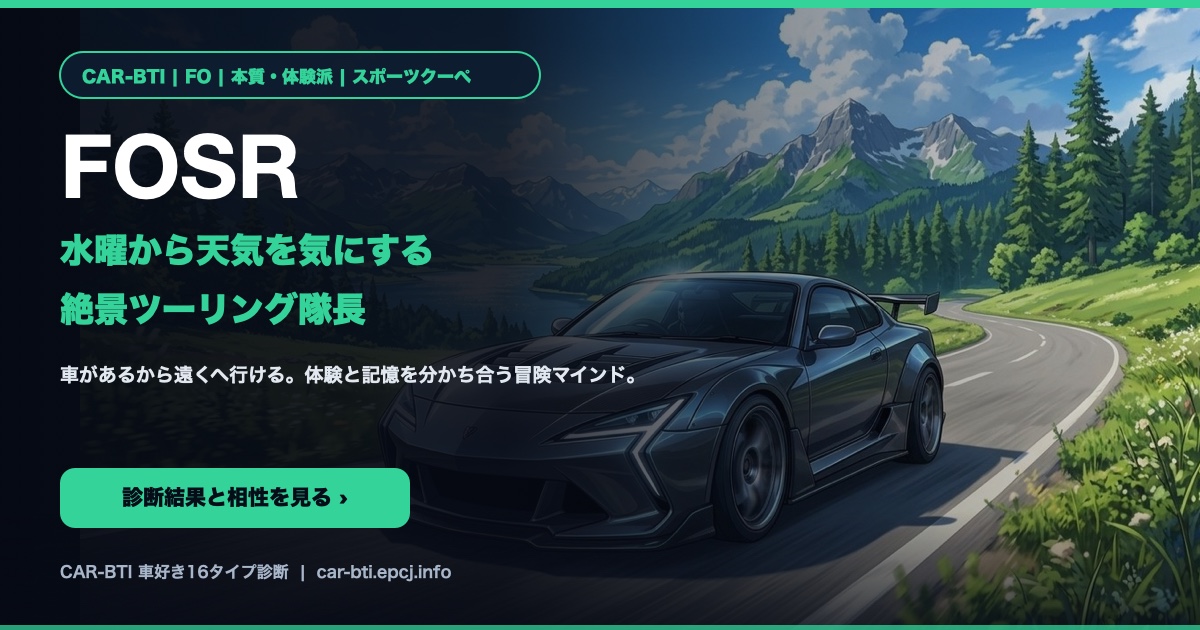 CAR-BTI | FO | 本質・体験派 | スポーツクーペ
FOSR
水曜から天気を気にする
絶景ツーリング隊長
車があるから遠くへ行ける。体験と記憶を分かち合う冒険マインド。
診断結果と相性を見る ›
CAR-BTI 車好き16タイプ診断 | car-bti.epcj.info